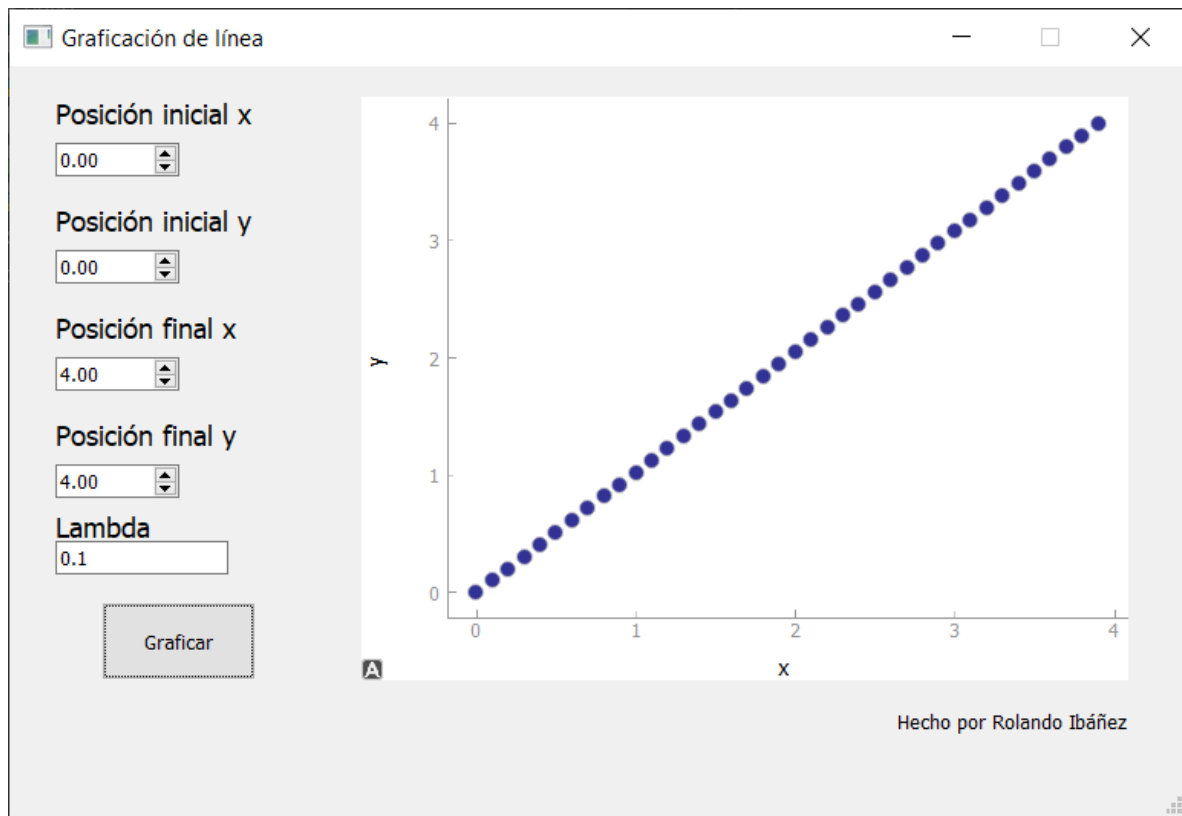 Graficación de línea
Posición inicial x
0.00
Posición inicial y
0.00
Posición final x
4.00
Posición final y
4.00
Lambda
0.1
Graficar
4
3
2
1
0
y
0 1 2 3 4
x
A
Hecho por Rolando Ibáñez